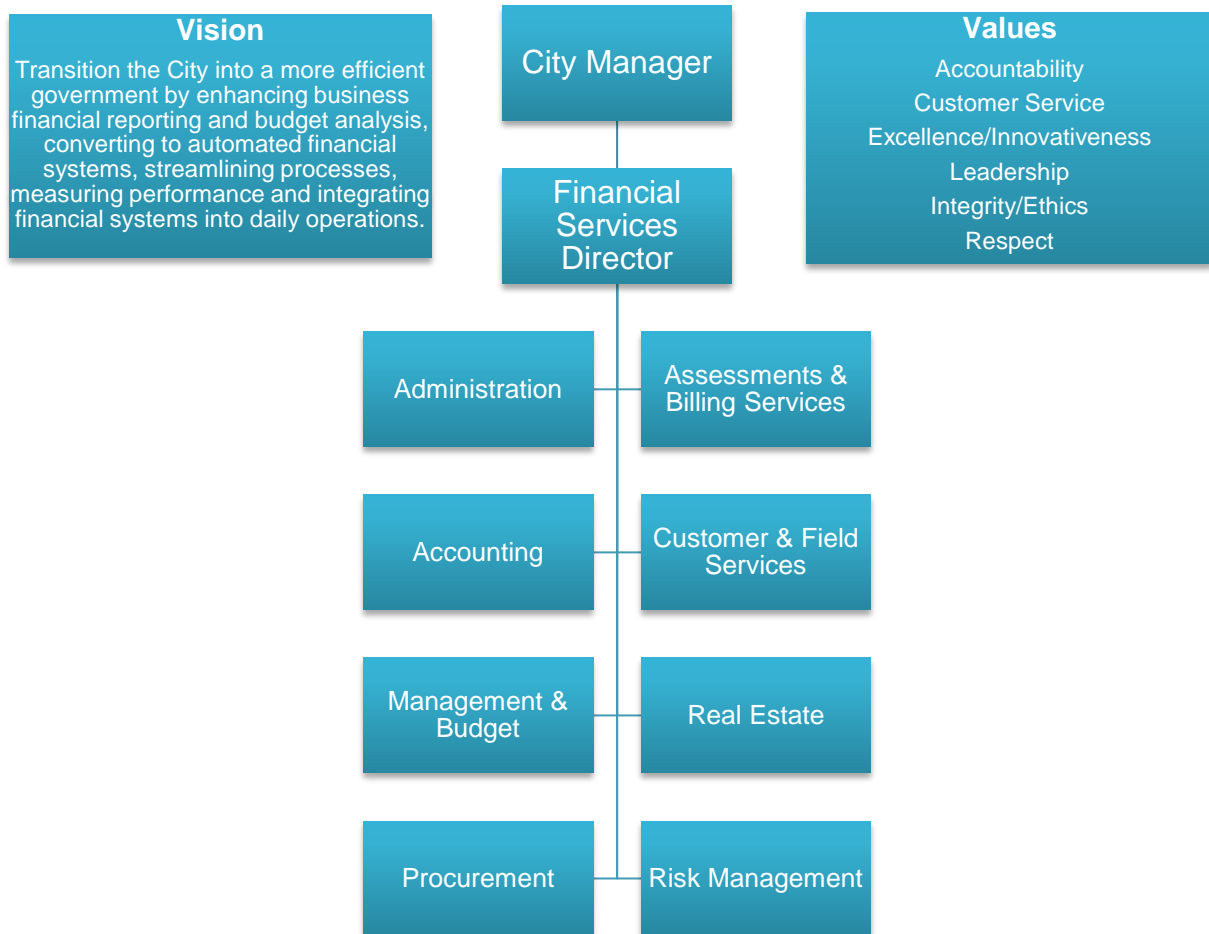 Vision
Transition the City into a more efficient
government by enhancing business
financial reporting and budget analysis,
converting to automated financial
systems, streamlining processes,
measuring performance and integrating
financial systems into daily operations.
City Manager
Values
Accountability
Customer Service
Excellence/Innovativeness
Leadership
Integrity/Ethics
Respect
Financial
Services
Director
Administration
Assessments &
Billing Services
Accounting
Customer & Field
Services
Management &
Budget
Real Estate
Procurement
Risk Management